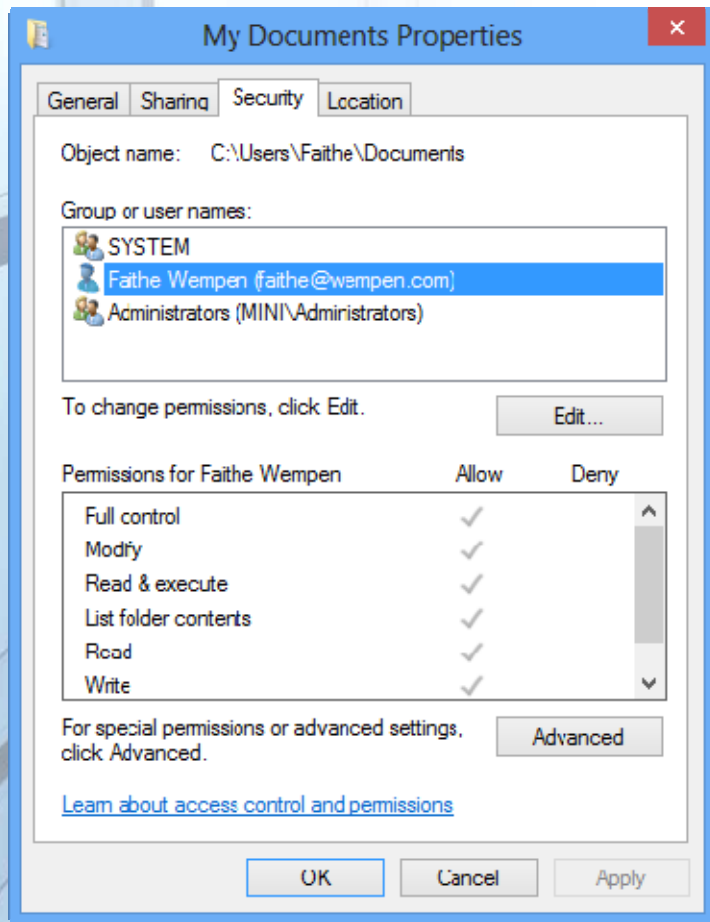 My Documents Properties
General Sharing Security Location
Object name: C:\Users\Faithe\Documents
Group or user names:
SYSTEM
Faithe Wempen (faithe@wempen.com)
Administrators (MINI\Administrators)
To change permissions, click Edit.
Edit...
Permissions for Faithe Wempen Allow Deny
Full control
Modify
Read & execute
List folder contents
Read
Write
For special permissions or advanced settings,
click Advanced.
Advanced
Learn about access control and permissions
OK Cancel Apply